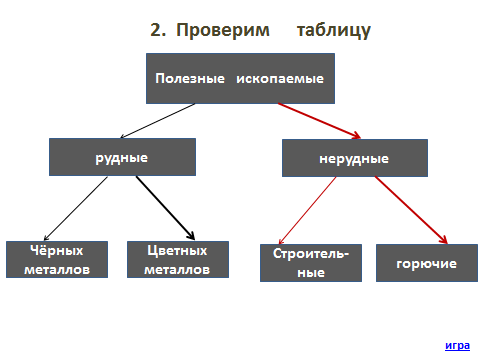 2. Проверим таблицу
Полезные ископаемые
рудные
нерудные
Чёрных
металлов
Цветных
металлов
Строитель-
ные
горючие
игра